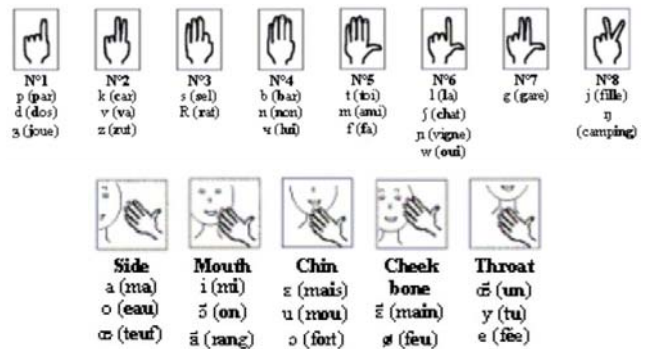 N°1 N°2 N°3 N°4 N°5 N°6 N°7 N°8
p (par) k (car) s (sel) b (bar) t (toi) l (la) g (gare) j (fille)
d (dos) v (va) R (rat) n (non) m (ami) ʃ (chat) ŋ
ʒ (joue) z (zut) ɥ (lui) f (fa) ɲ (vigne) (camping)
w (oui)
Side Mouth Chin Cheek Throat
bone
a (ma) i (mi) ɛ (mais) œ̃ (un)
o (eau) ɔ̃ (on) u (mou) ɛ̃ (main) y (tu)
œ (teuf) ã (rang) ɔ (fort) ø (feu) e (fée)